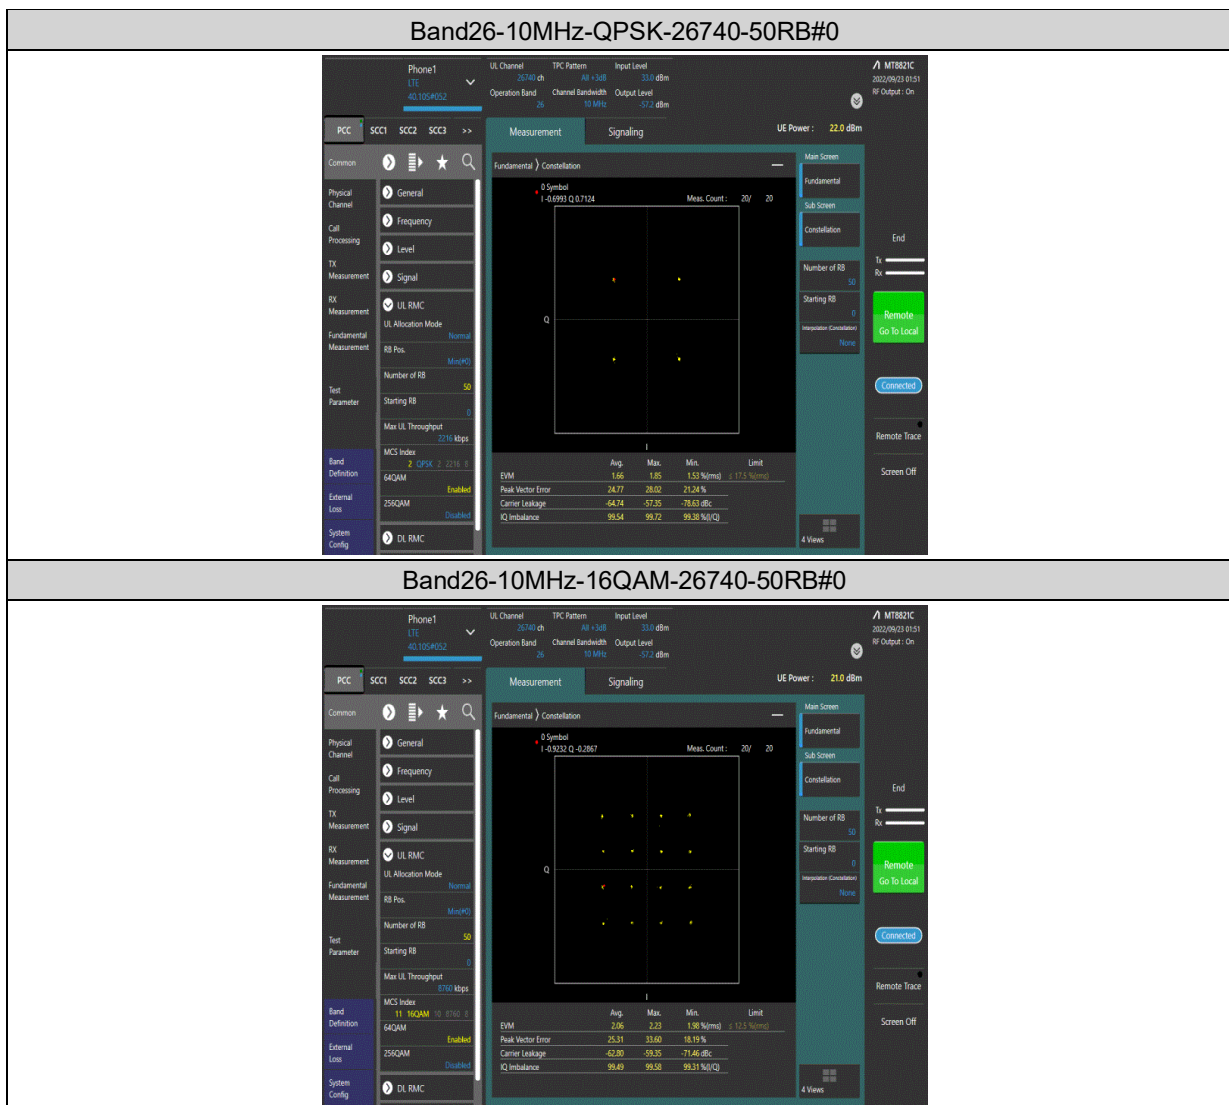 Band26-10MHz-QPSK-26740-50RB#0
Phone1
LTE
40.105#052
UL Channel TPC Pattern Input Level
26740 ch All +3dB 33.0 dBm
Operation Band Channel Bandwidth Output Level
26 10 MHz -57.2 dBm
MT8821C
2022/09/23 01:51
RF Output : On
PCC SCC1 SCC2 SCC3 >>
Measurement Signaling
UE Power : 22.0 dBm
Common
Physical Channel
Call Processing
TX Measurement
RX Measurement
Fundamental Measurement
Test Parameter
Band Definition
External Loss
System Config
General
Frequency
Level
Signal
UL RMC
UL Allocation Mode
Normal
RB Pos.
Min(#0)
Number of RB
50
Starting RB
0
Max UL Throughput
2216 kbps
MCS Index
2 QPSK 2 2216 8
64QAM
Enabled
256QAM
Disabled
DL RMC
Fundamental Constellation
0 Symbol
I -0.6993 Q 0.7124 Meas. Count : 20/ 20
Q
I
Avg. Max. Min. Limit
EVM 1.66 1.85 1.53 %(rms) ≤ 17.5 %(rms)
Peak Vector Error 24.77 28.02 21.24 %
Carrier Leakage -64.74 -57.35 -78.63 dBc
IQ Imbalance 99.54 99.72 99.38 %(I/Q)
Main Screen
Fundamental
Sub Screen
Constellation
Number of RB
50
Starting RB
0
Interpolation (Constellation)
None
4 Views
End
Tx
Rx
Remote
Go To Local
Connected
Remote Trace
Screen Off
Band26-10MHz-16QAM-26740-50RB#0
Phone1
LTE
40.105#052
UL Channel TPC Pattern Input Level
26740 ch All +3dB 33.0 dBm
Operation Band Channel Bandwidth Output Level
26 10 MHz -57.2 dBm
MT8821C
2022/09/23 01:51
RF Output : On
PCC SCC1 SCC2 SCC3 >>
Measurement Signaling
UE Power : 21.0 dBm
Common
Physical Channel
Call Processing
TX Measurement
RX Measurement
Fundamental Measurement
Test Parameter
Band Definition
External Loss
System Config
General
Frequency
Level
Signal
UL RMC
UL Allocation Mode
Normal
RB Pos.
Min(#0)
Number of RB
50
Starting RB
0
Max UL Throughput
8760 kbps
MCS Index
11 16QAM 10 8760 8
64QAM
Enabled
256QAM
Disabled
DL RMC
Fundamental Constellation
0 Symbol
I -0.9232 Q -0.2867 Meas. Count : 20/ 20
Q
I
Avg. Max. Min. Limit
EVM 2.06 2.23 1.98 %(rms) ≤ 12.5 %(rms)
Peak Vector Error 25.31 33.60 18.19 %
Carrier Leakage -62.80 -59.35 -71.46 dBc
IQ Imbalance 99.49 99.58 99.31 %(I/Q)
Main Screen
Fundamental
Sub Screen
Constellation
Number of RB
50
Starting RB
0
Interpolation (Constellation)
None
4 Views
End
Tx
Rx
Remote
Go To Local
Connected
Remote Trace
Screen Off